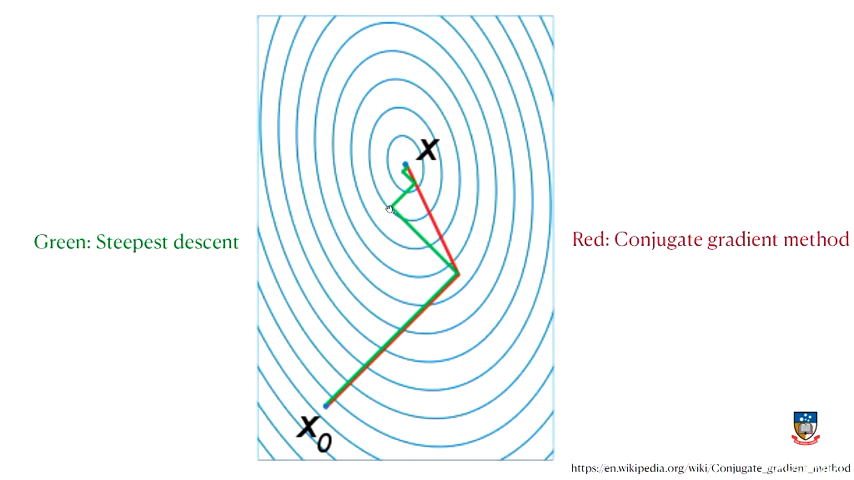 x
Green: Steepest descent
Red: Conjugate gradient method
x0
https://en.wikipedia.org/wiki/Conjugate_gradient_method